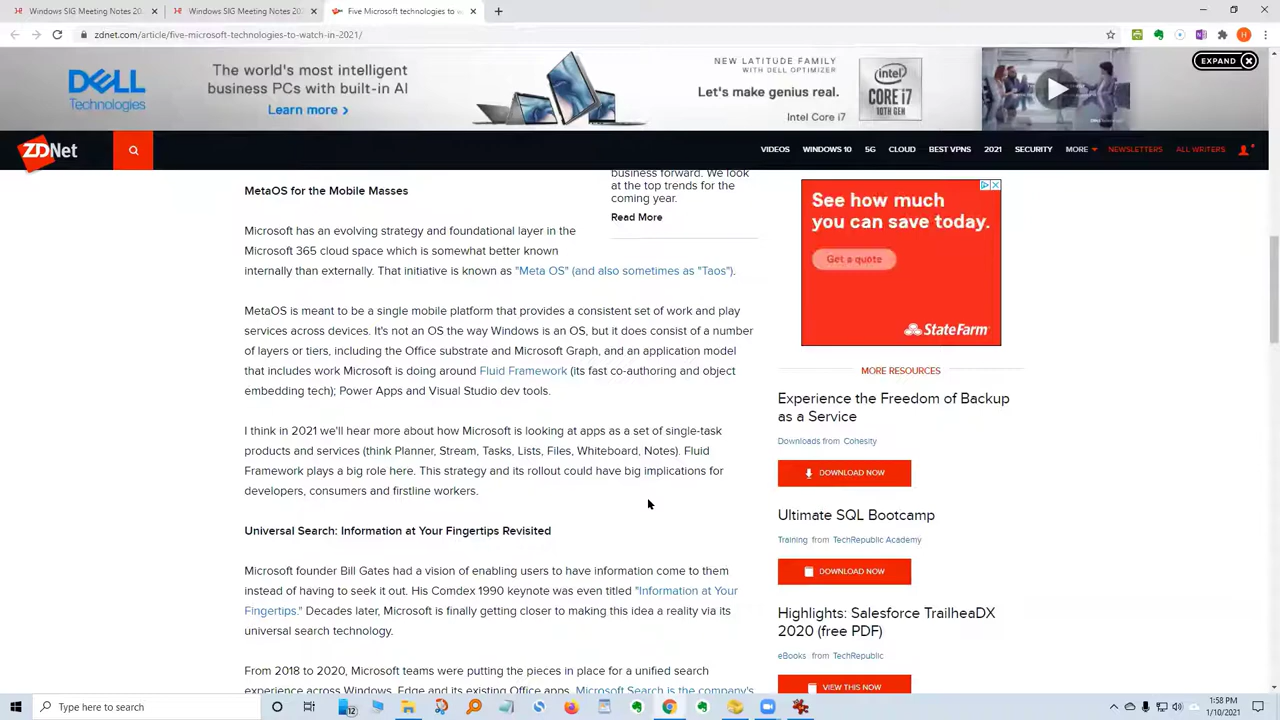 Windows SIG Meeting Notes 20
Windows SIG Meeting Notes 202
Five Microsoft technologies to wa
zdnet.com/article/five-microsoft-technologies-to-watch-in-2021/
H
DELL
Technologies
The world's most intelligent
business PCs with built-in AI
Learn more >
NEW LATITUDE FAMILY
WITH DELL OPTIMIZER
Let's make genius real.
Intel Core i7
intel
CORE i7
10TH GEN
EXPAND
ZDNet
VIDEOS WINDOWS 10 5G CLOUD BEST VPNS 2021 SECURITY MORE NEWSLETTERS ALL WRITERS
MetaOS for the Mobile Masses
Microsoft has an evolving strategy and foundational layer in the
Microsoft 365 cloud space which is somewhat better known
internally than externally. That initiative is known as "Meta OS" (and also sometimes as "Taos").
business forward. We look
at the top trends for the
coming year.
Read More
MetaOS is meant to be a single mobile platform that provides a consistent set of work and play
services across devices. It's not an OS the way Windows is an OS, but it does consist of a number
of layers or tiers, including the Office substrate and Microsoft Graph, and an application model
that includes work Microsoft is doing around Fluid Framework (its fast co-authoring and object
embedding tech); Power Apps and Visual Studio dev tools.
I think in 2021 we'll hear more about how Microsoft is looking at apps as a set of single-task
products and services (think Planner, Stream, Tasks, Lists, Files, Whiteboard, Notes). Fluid
Framework plays a big role here. This strategy and its rollout could have big implications for
developers, consumers and firstline workers.
Universal Search: Information at Your Fingertips Revisited
Microsoft founder Bill Gates had a vision of enabling users to have information come to them
instead of having to seek it out. His Comdex 1990 keynote was even titled "Information at Your
Fingertips." Decades later, Microsoft is finally getting closer to making this idea a reality via its
universal search technology.
From 2018 to 2020, Microsoft teams were putting the pieces in place for a unified search
experience across Windows, Edge and its existing Office apps. Microsoft Search is the company's
See how much
you can save today.
Get a quote
StateFarm
MORE RESOURCES
Experience the Freedom of Backup
as a Service
Downloads from Cohesity
DOWNLOAD NOW
Ultimate SQL Bootcamp
Training from TechRepublic Academy
DOWNLOAD NOW
Highlights: Salesforce TrailheaDX
2020 (free PDF)
eBooks from TechRepublic
VIEW THIS NOW
Type here to search
12
1:58 PM
1/10/2021